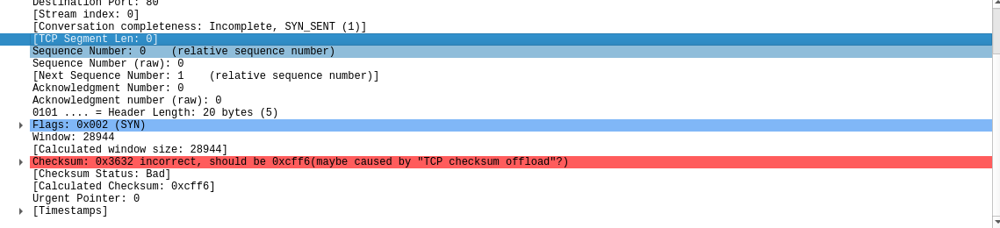 Destination Port: 80
[Stream index: 0]
[Conversation completeness: Incomplete, SYN_SENT (1)]
[TCP Segment Len: 0]
Sequence Number: 0    (relative sequence number)
Sequence Number (raw): 0
[Next Sequence Number: 1    (relative sequence number)]
Acknowledgment Number: 0
Acknowledgment number (raw): 0
0101 .... = Header Length: 20 bytes (5)
Flags: 0x002 (SYN)
Window: 28944
[Calculated window size: 28944]
Checksum: 0x3632 incorrect, should be 0xcff6(maybe caused by "TCP checksum offload"?)
[Checksum Status: Bad]
[Calculated Checksum: 0xcff6]
Urgent Pointer: 0
[Timestamps]